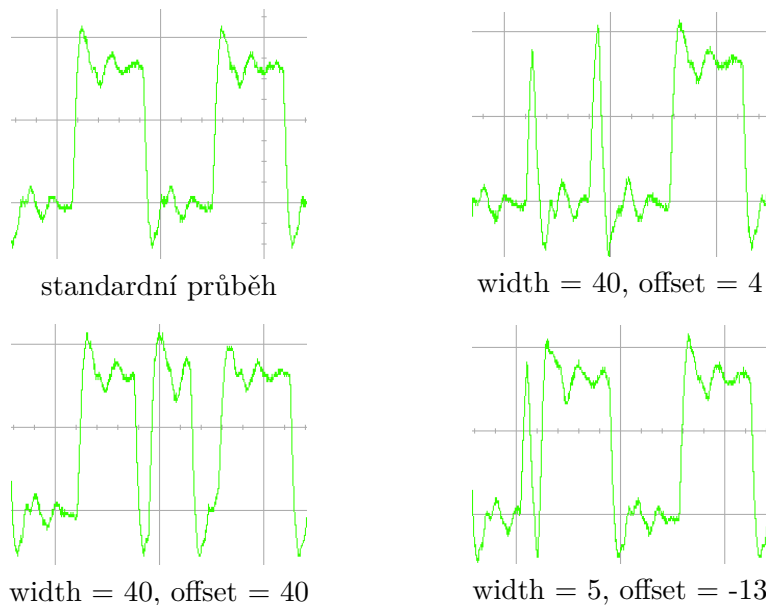 standardní průběh
width = 40, offset = 4
width = 40, offset = 40
width = 5, offset = -13